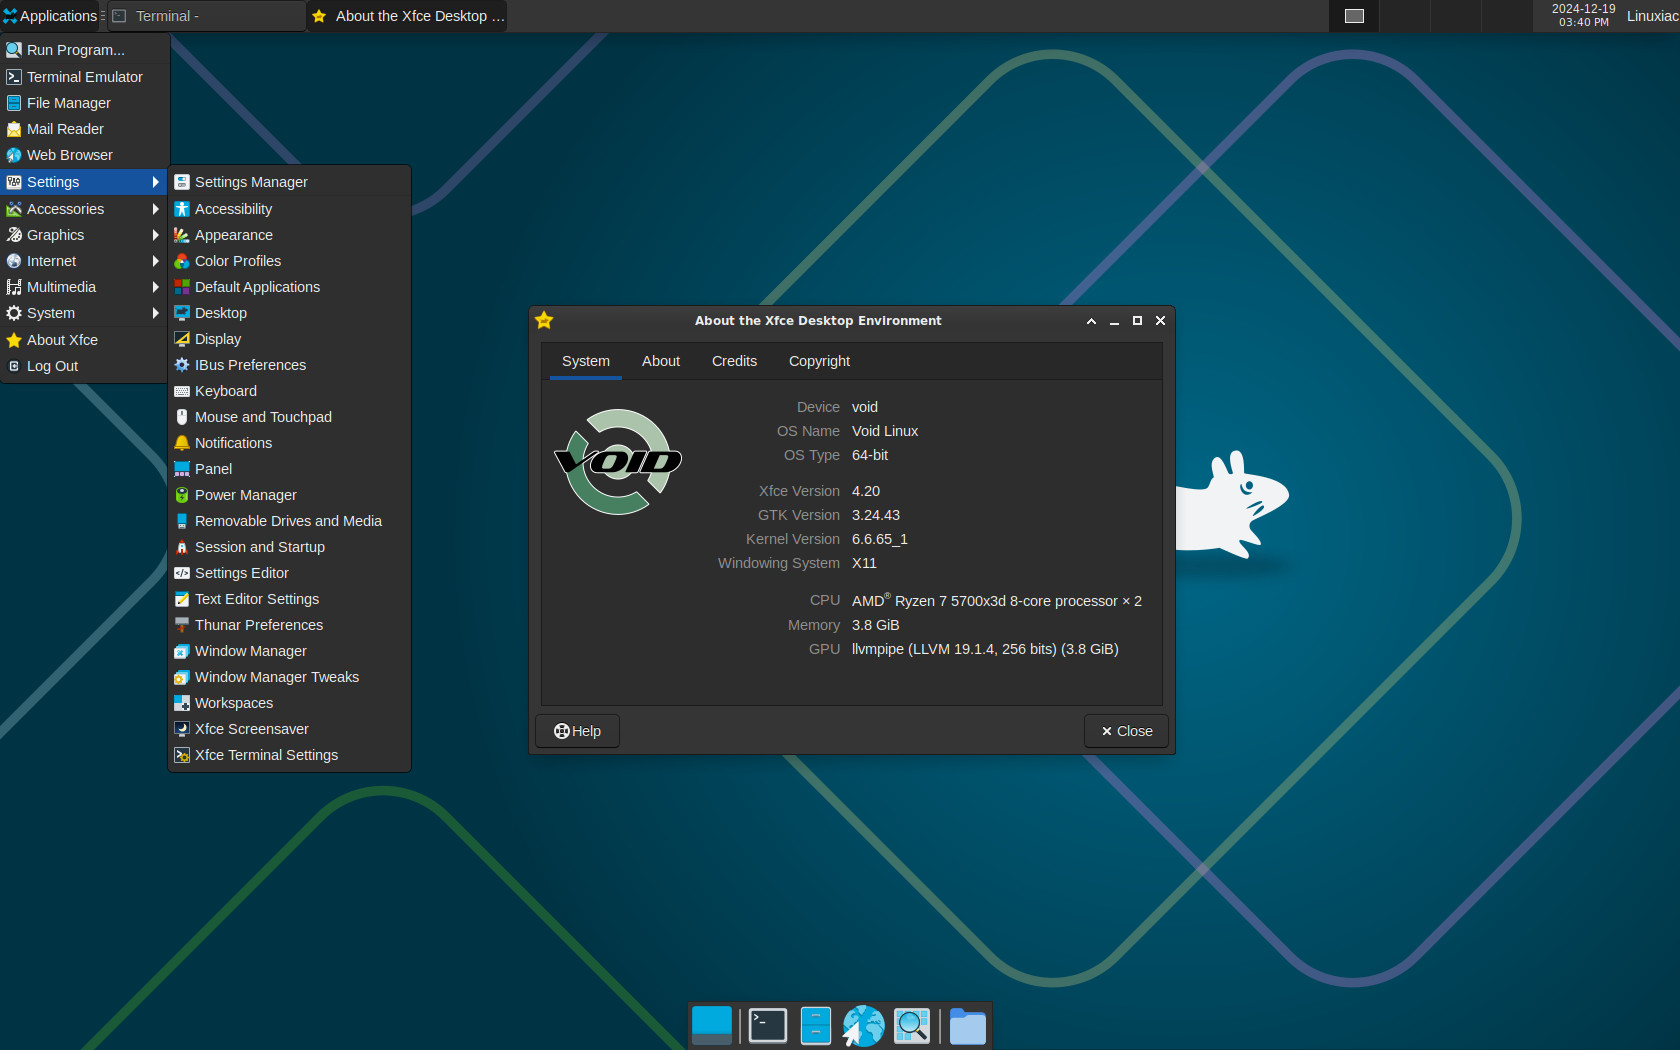 Applications
Terminal -
About the Xfce Desktop ...
2024-12-19
03:40 PM
Linuxiac
Run Program...
Terminal Emulator
File Manager
Mail Reader
Web Browser
Settings
Accessories
Graphics
Internet
Multimedia
System
About Xfce
Log Out
Settings Manager
Accessibility
Appearance
Color Profiles
Default Applications
Desktop
Display
IBus Preferences
Keyboard
Mouse and Touchpad
Notifications
Panel
Power Manager
Removable Drives and Media
Session and Startup
Settings Editor
Text Editor Settings
Thunar Preferences
Window Manager
Window Manager Tweaks
Workspaces
Xfce Screensaver
Xfce Terminal Settings
About the Xfce Desktop Environment
System About Credits Copyright
VOID
Device void
OS Name Void Linux
OS Type 64-bit
Xfce Version 4.20
GTK Version 3.24.43
Kernel Version 6.6.65_1
Windowing System X11
CPU AMD® Ryzen 7 5700x3d 8-core processor × 2
Memory 3.8 GiB
GPU llvmpipe (LLVM 19.1.4, 256 bits) (3.8 GiB)
Help
Close